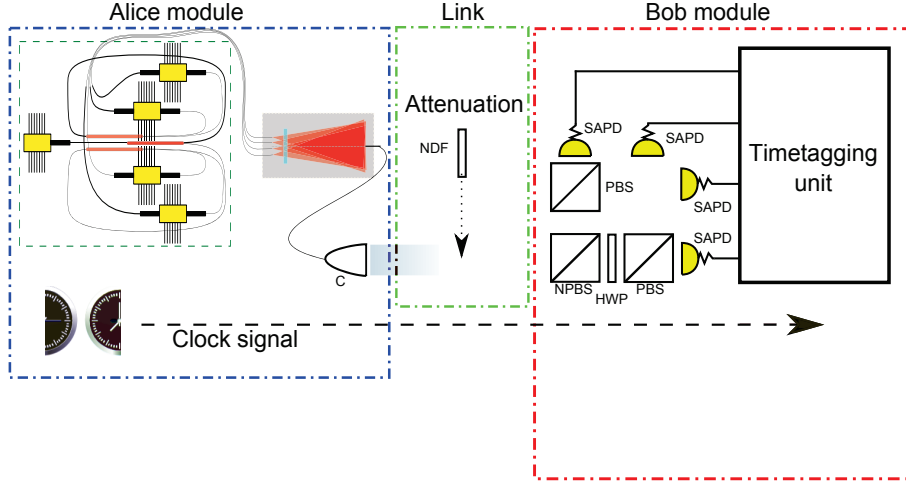 Alice module
Link
Bob module
Attenuation
NDF
SAPD
SAPD
Timetagging
unit
PBS
SAPD
SAPD
C
NPBS
HWP
PBS
Clock signal